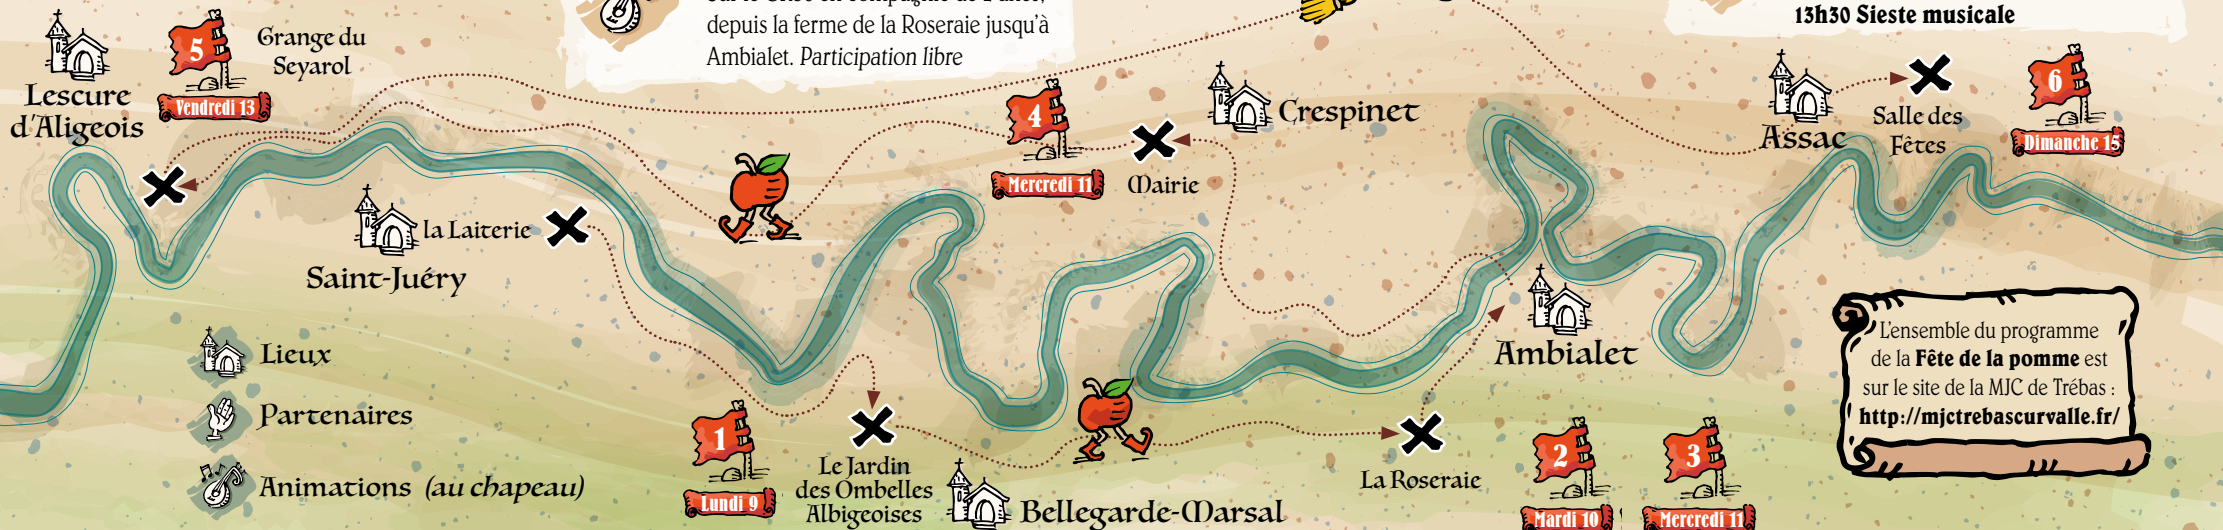 depuis la ferme de la Roseraie jusqu'à
Ambialet. Participation libre
13h30 Sieste musicale
5
Vendredi 13
Grange du
Seyarol
Lescure
d'Aligeois
4
Mercredi 11
Mairie
Crespinet
Assac
Salle des
Fêtes
6
Dimanche 15
la Laiterie
Saint-Juéry
Lieux
Partenaires
Animations (au chapeau)
1
Lundi 9
Le Jardin
des Ombelles
Albigeoises
Bellegarde-Marsal
La Roseraie
Ambialet
2
Mardi 10
3
Mercredi 11
L'ensemble du programme
de la Fête de la pomme est
sur le site de la MJC de Trébas :
http://mjctrebascurvalle.fr/